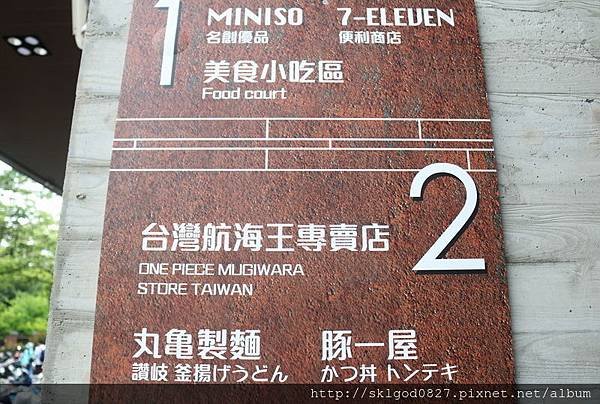 1
MINISO 7-ELEVEN
名創優品 便利商店
美食小吃區
Food court
2
台灣航海王專賣店
ONE PIECE MUGIWARA
STORE TAIWAN
丸亀製麵 豚一屋
讃岐 釜揚げうどん かつ丼 トンテキ
http://sklgod0827.pixnet.net/album